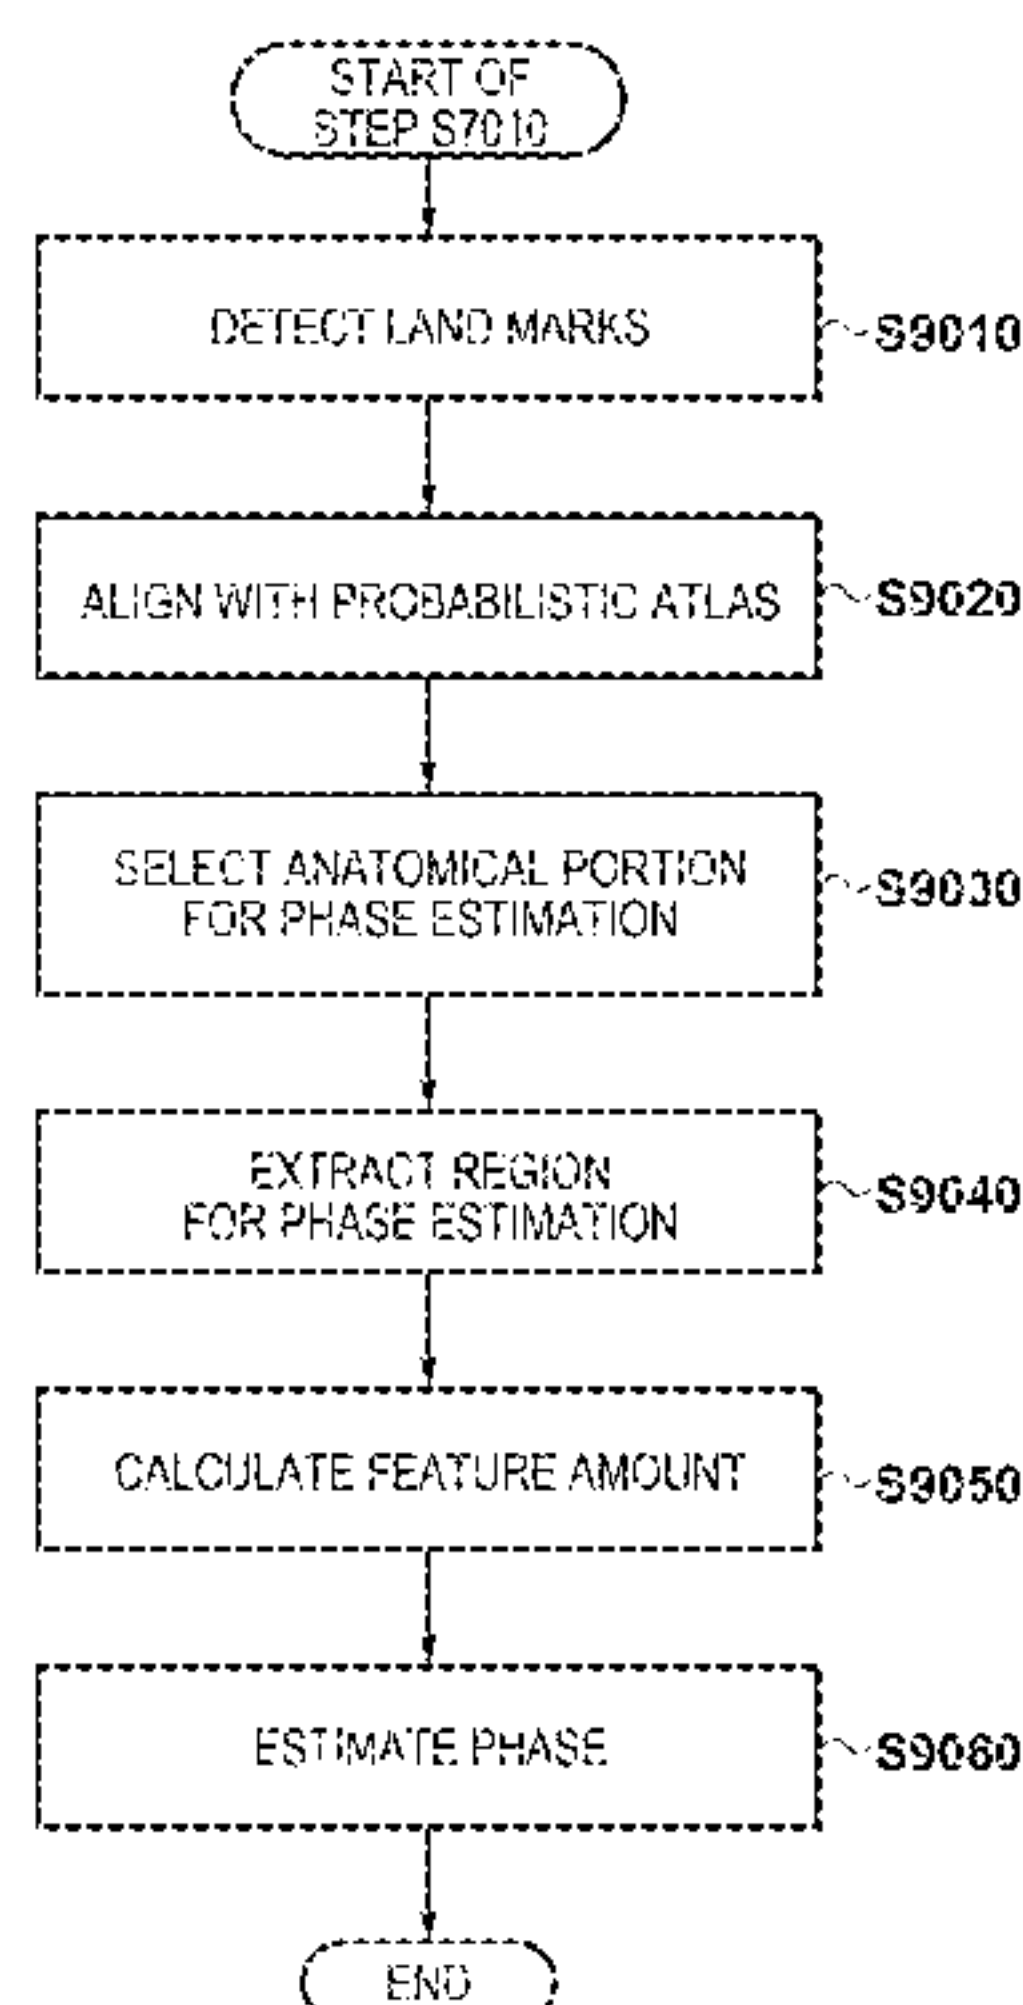 START OF
STEP S7010
DETECT LAND MARKS
S9010
ALIGN WITH PROBABILISTIC ATLAS
S9020
SELECT ANATOMICAL PORTION
FOR PHASE ESTIMATION
S9030
EXTRACT REGION
FOR PHASE ESTIMATION
S9040
CALCULATE FEATURE AMOUNT
S9050
ESTIMATE PHASE
S9060
END